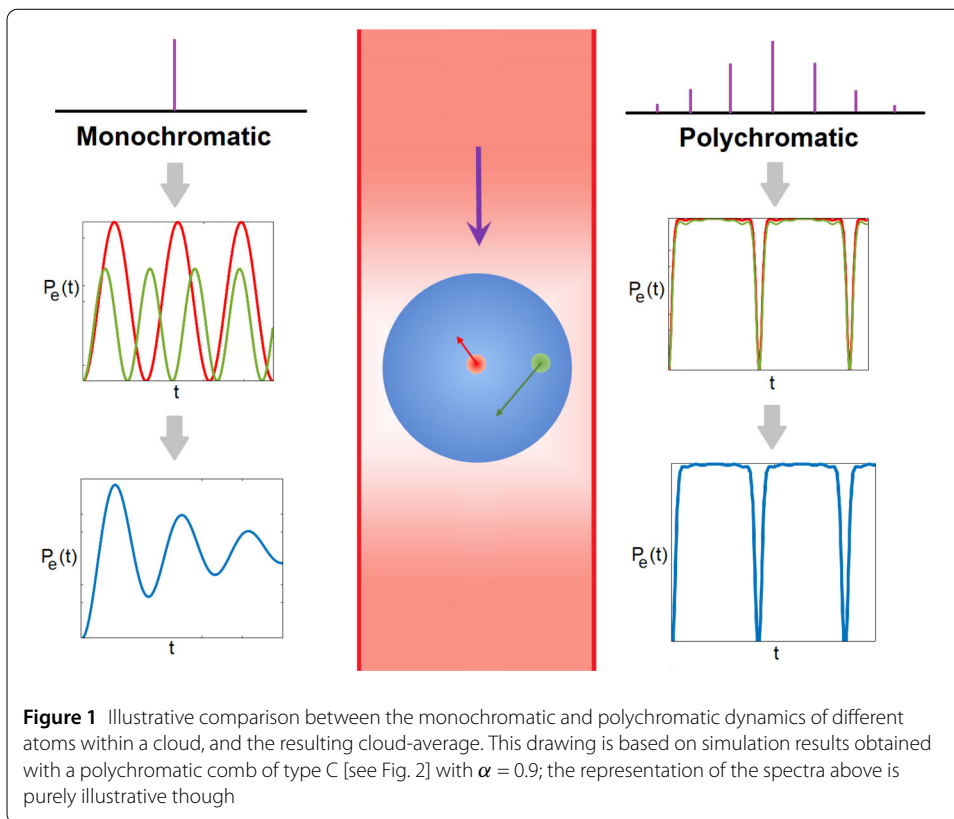 Monochromatic
Polychromatic
Pe(t)
t
Pe(t)
t
Pe(t)
t
Pe(t)
t
Figure 1 Illustrative comparison between the monochromatic and polychromatic dynamics of different
atoms within a cloud, and the resulting cloud-average. This drawing is based on simulation results obtained
with a polychromatic comb of type C [see Fig. 2] with α = 0.9; the representation of the spectra above is
purely illustrative though